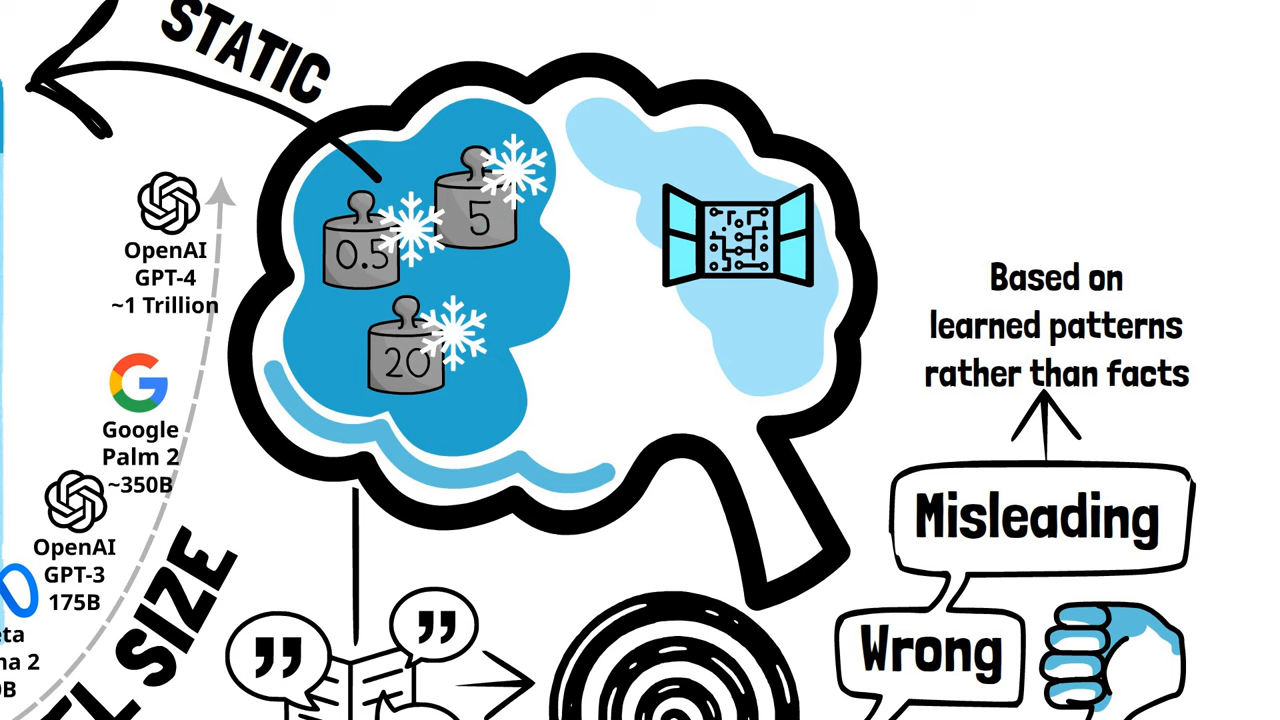 STATIC
OpenAI
GPT-4
~1 Trillion
Google
Palm 2
~350B
OpenAI
GPT-3
175B
SIZE
0.5
5
20
Based on
learned patterns
rather than facts
Misleading
Wrong